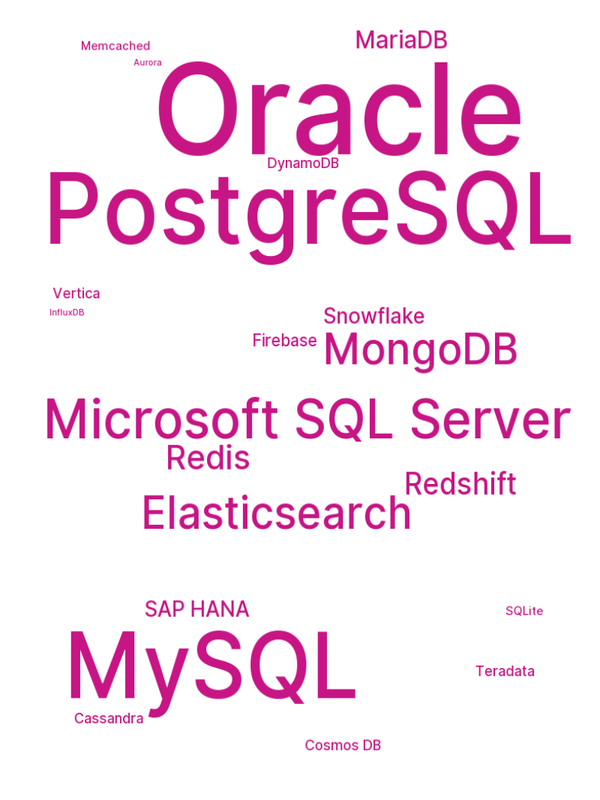 MariaDB
Memcached
Aurora
Oracle
DynamoDB
PostgreSQL
Vertica
InfluxDB
Snowflake
Firebase
MongoDB
Microsoft SQL Server
Redis
Redshift
Elasticsearch
SAP HANA
SQLite
MySQL
Teradata
Cassandra
Cosmos DB